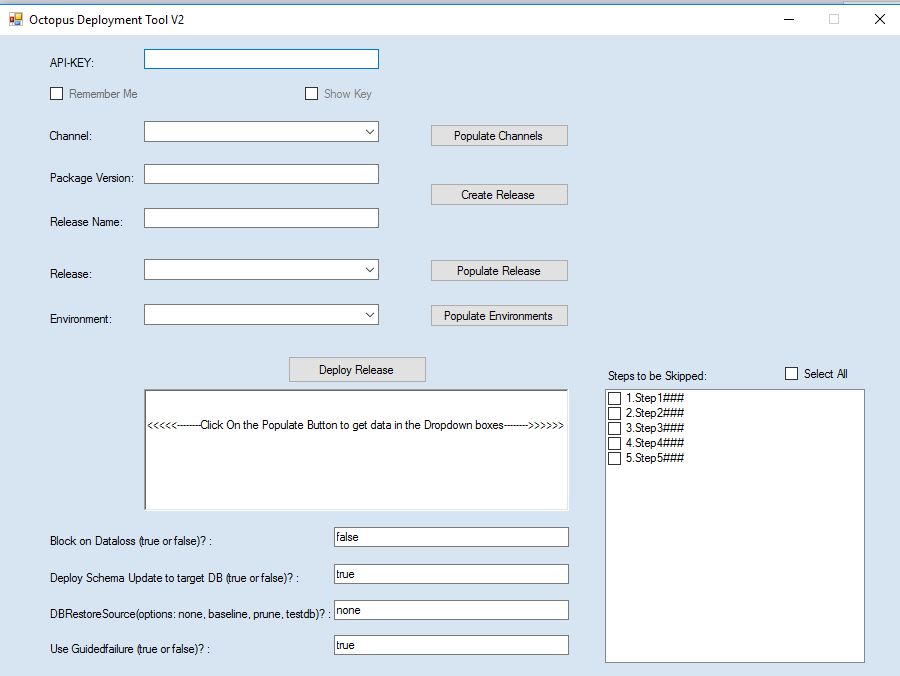 Octopus Deployment Tool V2
API-KEY:
Remember Me
Show Key
Channel:
Populate Channels
Package Version:
Create Release
Release Name:
Release:
Populate Release
Environment:
Populate Environments
Deploy Release
Steps to be Skipped:
Select All
<<<<<--------Click On the Populate Button to get data in the Dropdown boxes-------->>>>>>
1.Step1###
2.Step2###
3.Step3###
4.Step4###
5.Step5###
Block on Dataloss (true or false)? :
false
Deploy Schema Update to target DB (true or false)? :
true
DBRestoreSource(options: none, baseline, prune, testdb)? :
none
Use Guidedfailure (true or false)? :
true